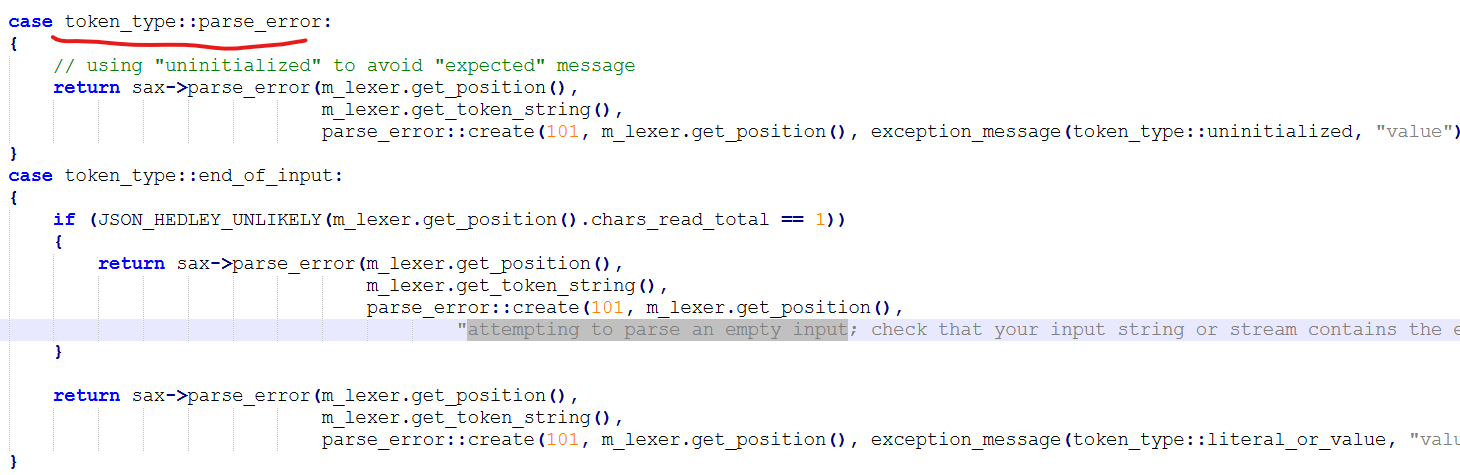 case token_type::parse_error:
{
    // using "uninitialized" to avoid "expected" message
    return sax->parse_error(m_lexer.get_position(),
                            m_lexer.get_token_string(),
                            parse_error::create(101, m_lexer.get_position(), exception_message(token_type::uninitialized, "value")
}
case token_type::end_of_input:
{
    if (JSON_HEDLEY_UNLIKELY(m_lexer.get_position().chars_read_total == 1))
    {
        return sax->parse_error(m_lexer.get_position(),
                                m_lexer.get_token_string(),
                                parse_error::create(101, m_lexer.get_position(),
                                        "attempting to parse an empty input; check that your input string or stream contains the
    }
    return sax->parse_error(m_lexer.get_position(),
                            m_lexer.get_token_string(),
                            parse_error::create(101, m_lexer.get_position(), exception_message(token_type::literal_or_value,
}